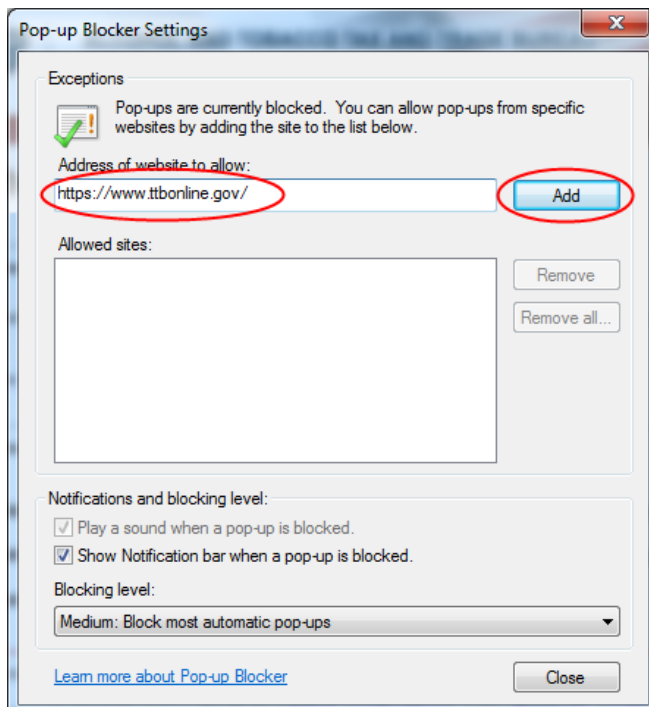 Pop-up Blocker Settings
Exceptions
Pop-ups are currently blocked. You can allow pop-ups from specific
websites by adding the site to the list below.
Address of website to allow:
https://www.ttbonline.gov/
Add
Allowed sites:
Remove
Remove all...
Notifications and blocking level:
Play a sound when a pop-up is blocked.
Show Notification bar when a pop-up is blocked.
Blocking level:
Medium: Block most automatic pop-ups
Learn more about Pop-up Blocker
Close